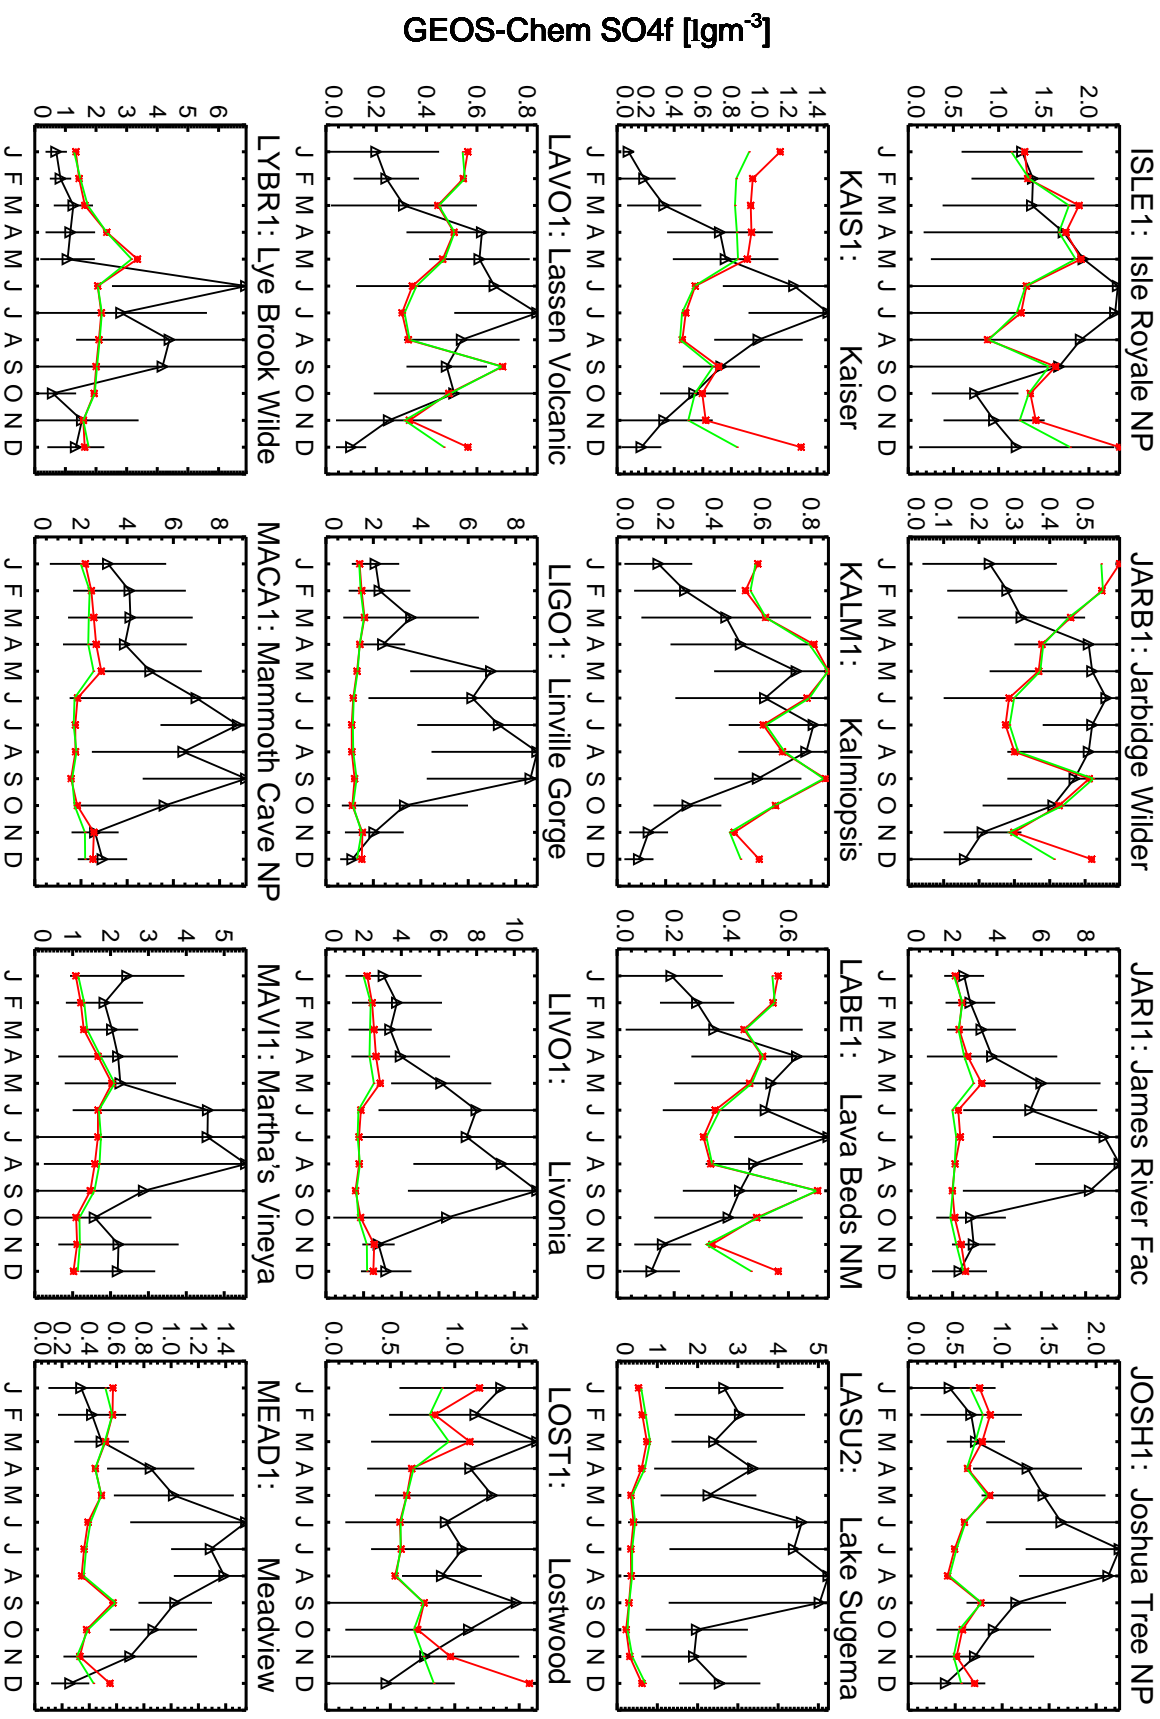 GEOS-Chem SO4f [Igm-3]
ISLE1: Isle Royale NP
2.0
1.5
1.0
0.5
0.0
J F M A M J J A S O N D
JARB1: Jarbidge Wilder
0.5
0.4
0.3
0.2
0.1
0.0
J F M A M J J A S O N D
JARI1: James River Fac
8
6
4
2
0
J F M A M J J A S O N D
JOSH1: Joshua Tree NP
2.0
1.5
1.0
0.5
0.0
J F M A M J J A S O N D
KAIS1: Kaiser
1.4
1.2
1.0
0.8
0.6
0.4
0.2
0.0
J F M A M J J A S O N D
KALM1: Kalmiopsis
0.8
0.6
0.4
0.2
0.0
J F M A M J J A S O N D
LABE1: Lava Beds NM
0.6
0.4
0.2
0.0
J F M A M J J A S O N D
LASU2: Lake Sugema
5
4
3
2
1
0
J F M A M J J A S O N D
LAVO1: Lassen Volcanic
0.8
0.6
0.4
0.2
0.0
J F M A M J J A S O N D
LIGO1: Linville Gorge
8
6
4
2
0
J F M A M J J A S O N D
LIVO1: Livonia
10
8
6
4
2
0
J F M A M J J A S O N D
LOST1: Lostwood
1.5
1.0
0.5
0.0
J F M A M J J A S O N D
LYBR1: Lye Brook Wilde
6
5
4
3
2
1
0
J F M A M J J A S O N D
MACA1: Mammoth Cave NP
8
6
4
2
0
J F M A M J J A S O N D
MAVI1: Martha's Vineya
5
4
3
2
1
0
J F M A M J J A S O N D
MEAD1: Meadview
1.4
1.2
1.0
0.8
0.6
0.4
0.2
0.0
J F M A M J J A S O N D